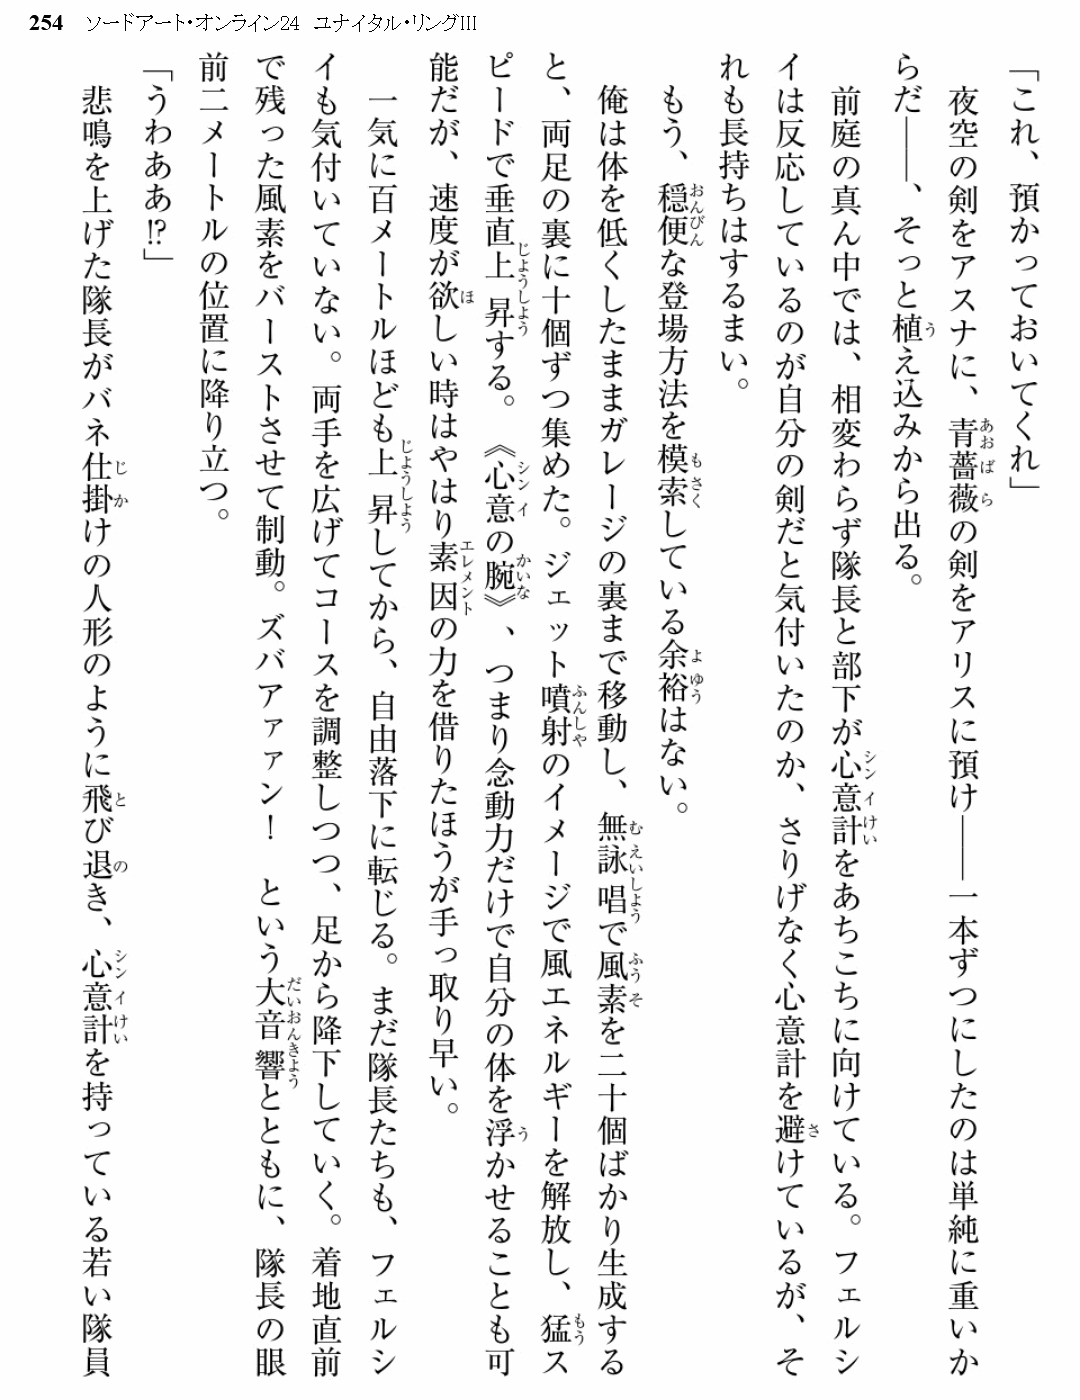 254 ソードアート・オンライン24 ユナイタル・リングIII
「これ、預かっておいてくれ」
夜空の剣をアスナに、青薔薇の剣をアリスに預け――一本ずつにしたのは単純に重いか
らだ――、そっと植え込みから出る。
前庭の真ん中では、相変わらず隊長と部下が心意計をあちこちに向けている。フェルシ
イは反応しているのが自分の剣だと気付いたのか、さりげなく心意計を避けているが、そ
れも長持ちはするまい。
もう、穏便な登場方法を模索している余裕はない。
俺は体を低くしたままガレージの裏まで移動し、無詠唱で風素を二十個ばかり生成する
と、両足の裏に十個ずつ集めた。ジェット噴射のイメージで風エネルギーを解放し、猛ス
ピードで垂直上昇する。《心意の腕》、つまり念動力だけで自分の体を浮かせることも可
能だが、速度が欲しい時はやはり素因の力を借りたほうが手っ取り早い。
一気に百メートルほども上昇してから、自由落下に転じる。まだ隊長たちも、フェルシ
イも気付いていない。両手を広げてコースを調整しつつ、足から降下していく。着地直前
で残った風素をバーストさせて制動。ズバアァァン！ という大音響とともに、隊長の眼
前二メートルの位置に降り立つ。
「うわああ!?」
悲鳴を上げた隊長がバネ仕掛けの人形のように飛び退き、心意計を持っている若い隊員